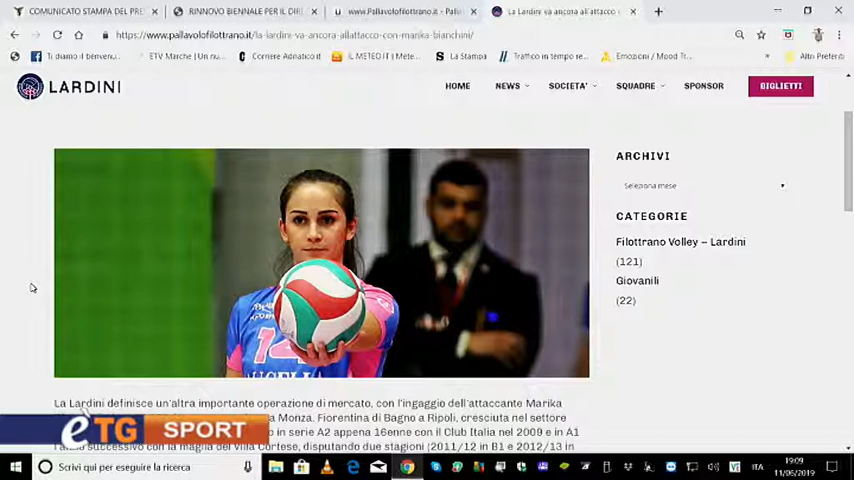 COMUNICATO STAMPA DEL PRE
RINNOVO BIENNALE PER IL DIR
www.pallavolofilottrano.it / - Pall
La Lardini va ancora all'attacco
https://www.pallavolofilottrano.it/la-lardini-va-ancora-allattacco-con-marika-bianchini/
Ti diamo il benvenu...
ETV Marche | Un nu...
Corriere Adriatico
IL METEO IT | Mete...
La Stampa
Traffico in tempo re...
Emozioni / Mood Ti...
Altri Preferiti
LARDINI
HOME
NEWS
SOCIETA'
SQUADRE
SPONSOR
BIGLIETTI
ARCHIVI
Seleziona mese
CATEGORIE
Filottrano Volley – Lardini
(121)
Giovanili
(22)
14
La Lardini definisce un'altra importante operazione di mercato, con l'ingaggio dell'attaccante Marika
Monza. Fiorentina di Bagno a Ripoli, cresciuta nel settore
in serie A2 appena 16enne con il Club Italia nel 2009 e in A1
successivo con la maglia del Villa Cortese, disputando due stagioni (2011/12 in B1 e 2012/13 in
eTG SPORT
Scrivi qui per eseguire la ricerca
ITA
19:09
11/06/2019